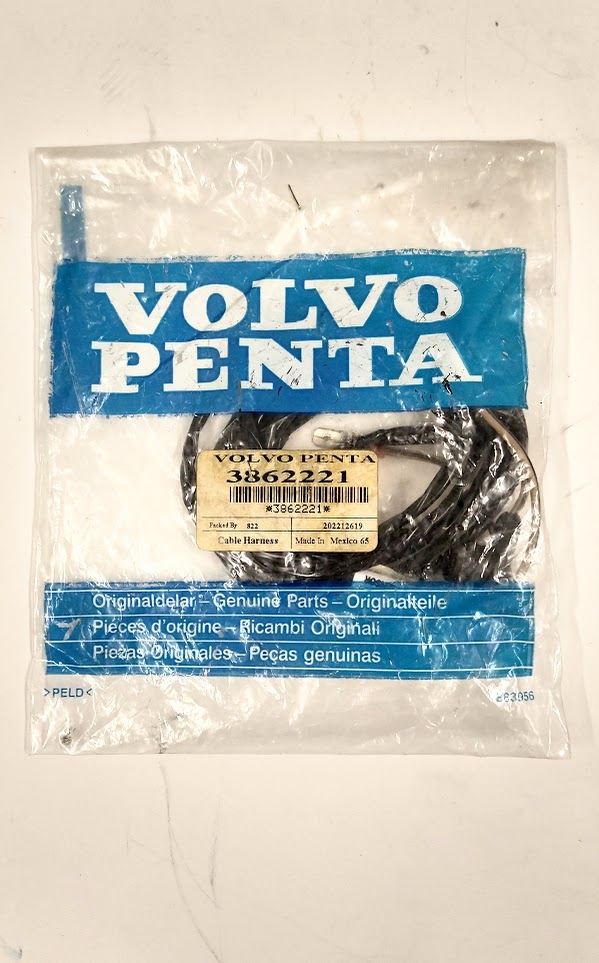 VOLVO
PENTA
VOLVO PENTA
3862221
*3862221*
Packed By 822 202212619
Cable Harness Made In Mexico 65
Originaldelar – Genuine Parts – Originalteile
Pièces d'origine – Ricambi Originali
Piezas Originales – Peças genuinas
>PELD<